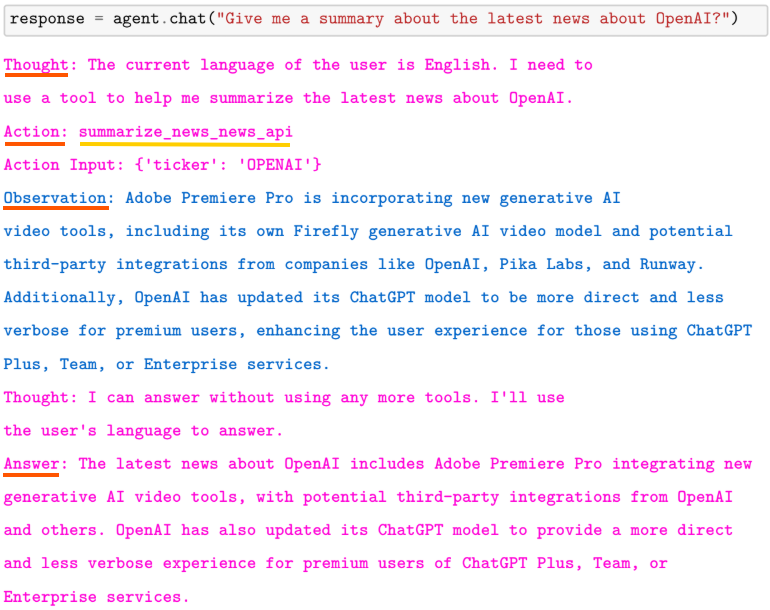 response = agent.chat("Give me a summary about the latest news about OpenAI?")
Thought: The current language of the user is English. I need to
use a tool to help me summarize the latest news about OpenAI.
Action: summarize_news_news_api
Action Input: {'ticker': 'OPENAI'}
Observation: Adobe Premiere Pro is incorporating new generative AI
video tools, including its own Firefly generative AI video model and potential
third-party integrations from companies like OpenAI, Pika Labs, and Runway.
Additionally, OpenAI has updated its ChatGPT model to be more direct and less
verbose for premium users, enhancing the user experience for those using ChatGPT
Plus, Team, or Enterprise services.
Thought: I can answer without using any more tools. I'll use
the user's language to answer.
Answer: The latest news about OpenAI includes Adobe Premiere Pro integrating new
generative AI video tools, with potential third-party integrations from OpenAI
and others. OpenAI has also updated its ChatGPT model to provide a more direct
and less verbose experience for premium users of ChatGPT Plus, Team, or
Enterprise services.